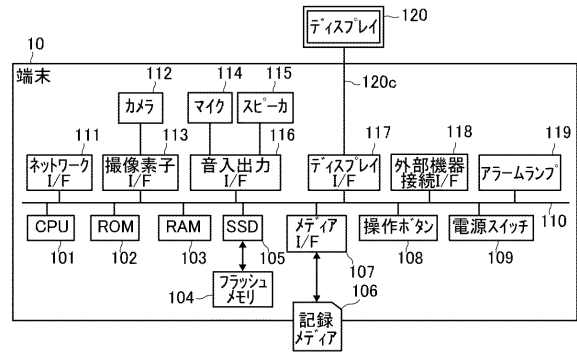 ディスプレイ
120
10
端末
112
114
115
120c
カメラ
マイク
スピーカ
111
113
116
117
118
119
ネットワーク
I/F
撮像素子
I/F
音入出力
I/F
ディスプレイ
I/F
外部機器
接続I/F
アラームランプ
110
CPU
ROM
RAM
SSD
メディア
I/F
操作ボタン
電源スイッチ
101
102
103
105
107
108
109
104
フラッシュ
メモリ
106
記録
メディア